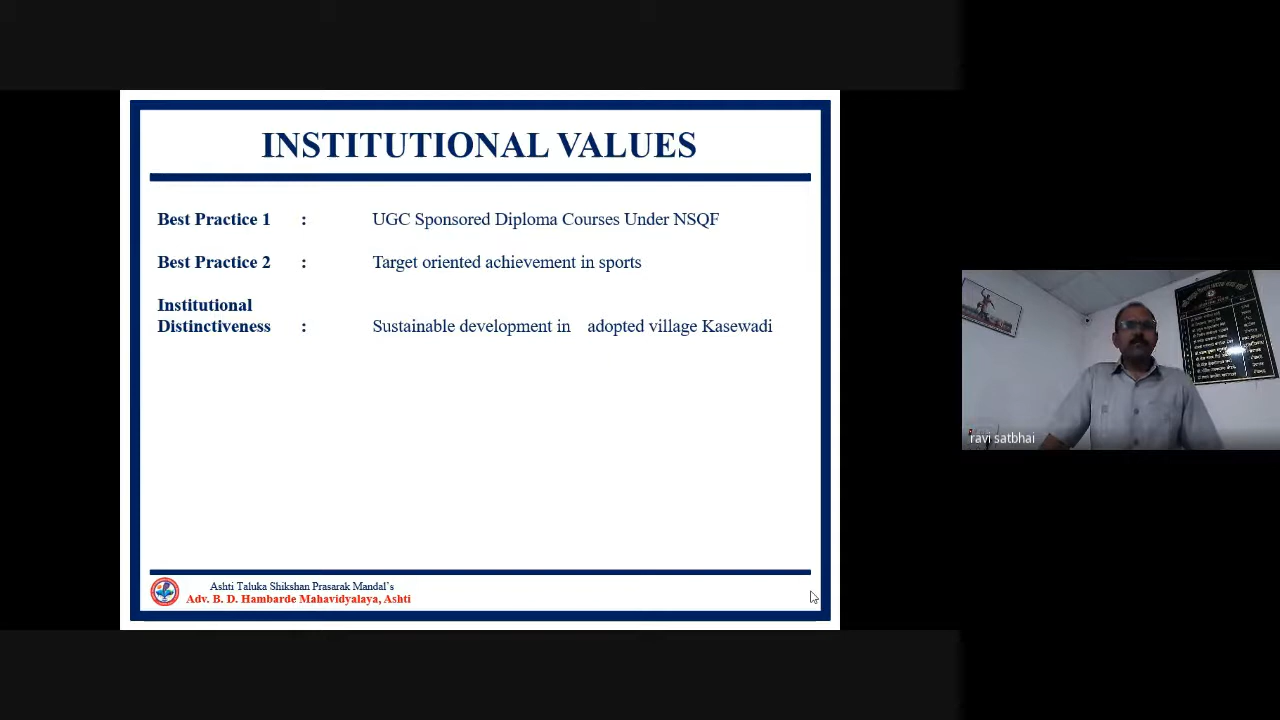 INSTITUTIONAL VALUES
Best Practice 1 : UGC Sponsored Diploma Courses Under NSQF
Best Practice 2 : Target oriented achievement in sports
Institutional
Distinctiveness : Sustainable development in adopted village Kasewadi
Ashti Taluka Shikshan Prasarak Mandal's
Adv. B. D. Hambarde Mahavidyalaya, Ashti
ravi satbhai